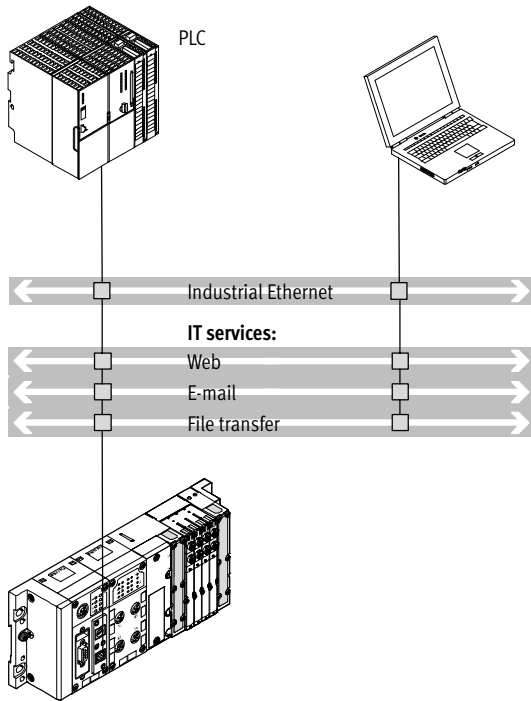 PLC
Industrial Ethernet
IT services:
Web
E-mail
File transfer